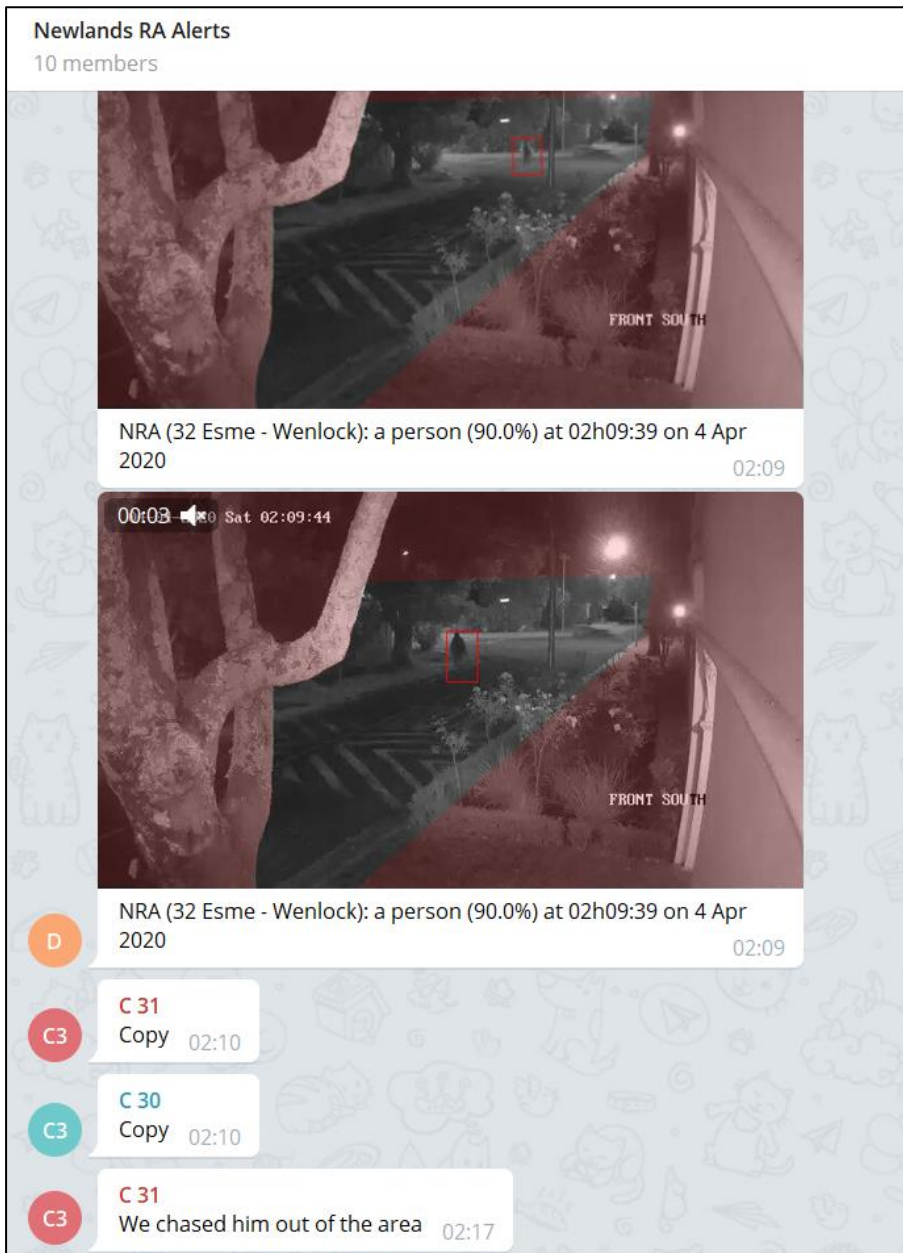 Newlands RA Alerts
10 members
FRONT SOUTH
NRA (32 Esme - Wenlock): a person (90.0%) at 02h09:39 on 4 Apr
2020
02:09
00:03
20 Sat 02:09:44
FRONT SOUTH
NRA (32 Esme - Wenlock): a person (90.0%) at 02h09:39 on 4 Apr
2020
02:09
D
C 31
C3
Copy 02:10
C 30
C3
Copy 02:10
C 31
C3
We chased him out of the area 02:17